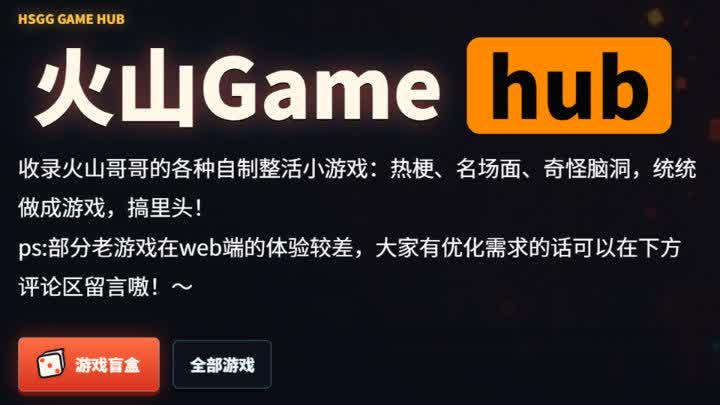 HSGG GAME HUB
火山Game hub
收录火山哥哥的各种自制整活小游戏：热梗、名场面、奇怪脑洞，统统
做成游戏，搞里头！
ps:部分老游戏在web端的体验较差，大家有优化需求的话可以在下方
评论区留言嗷！～
游戏盲盒
全部游戏